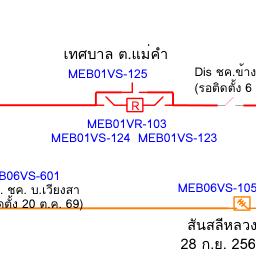 เทศบาล ต.แม่คำ
MEB01VS-125
Dis ชค.ข้าง
(รอติดตั้ง 6
R
MEB01VR-103
MEB01VS-124 MEB01VS-123
B06VS-601
. ชค. บ.เวียงสา
ตั้ง 20 ต.ค. 69)
MEB06VS-105
สันสลีหลวง
28 ก.ย. 256